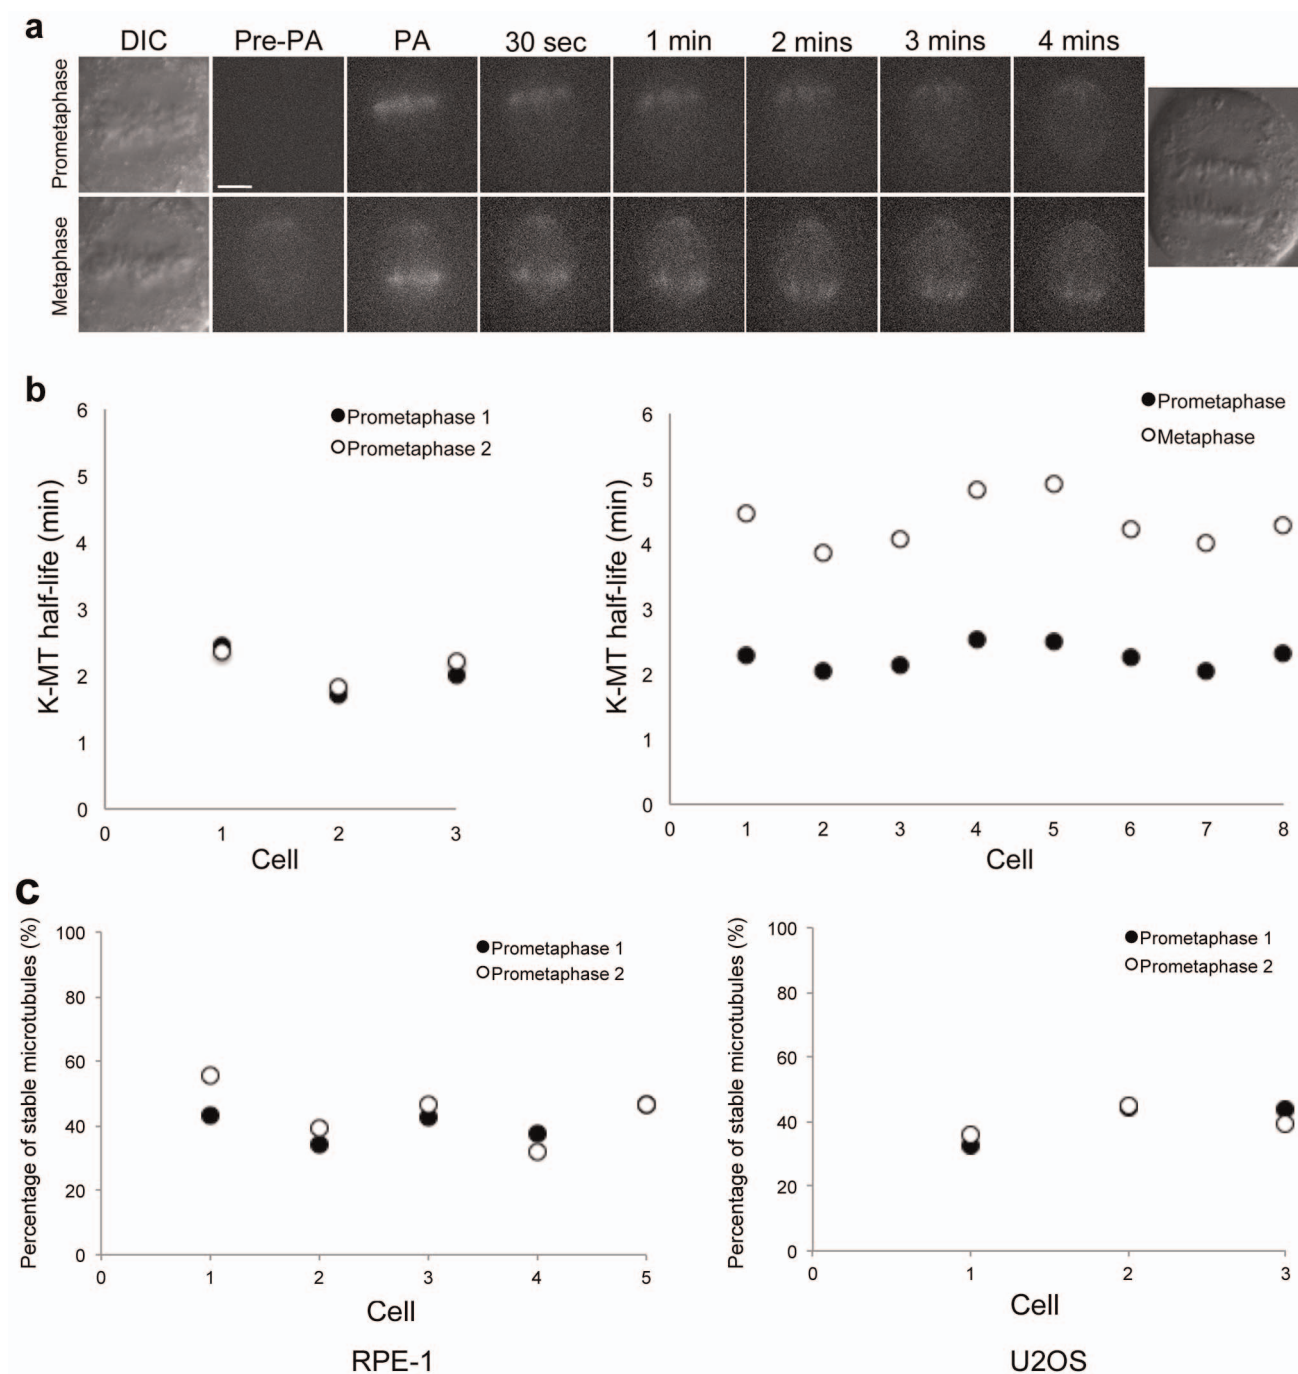 a
DIC Pre-PA PA 30 sec 1 min 2 mins 3 mins 4 mins
Prometaphase
Metaphase
b
K-MT half-life (min)
6
5
4
3
2
1
0
0 1 2 3
Cell
Prometaphase 1
Prometaphase 2
K-MT half-life (min)
6
5
4
3
2
1
0
0 1 2 3 4 5 6 7 8
Cell
Prometaphase
Metaphase
c
Percentage of stable microtubules (%)
100
80
60
40
20
0
0 1 2 3 4 5
Cell
Prometaphase 1
Prometaphase 2
RPE-1
Percentage of stable microtubules (%)
100
80
60
40
20
0
0 1 2 3
Cell
Prometaphase 1
Prometaphase 2
U2OS